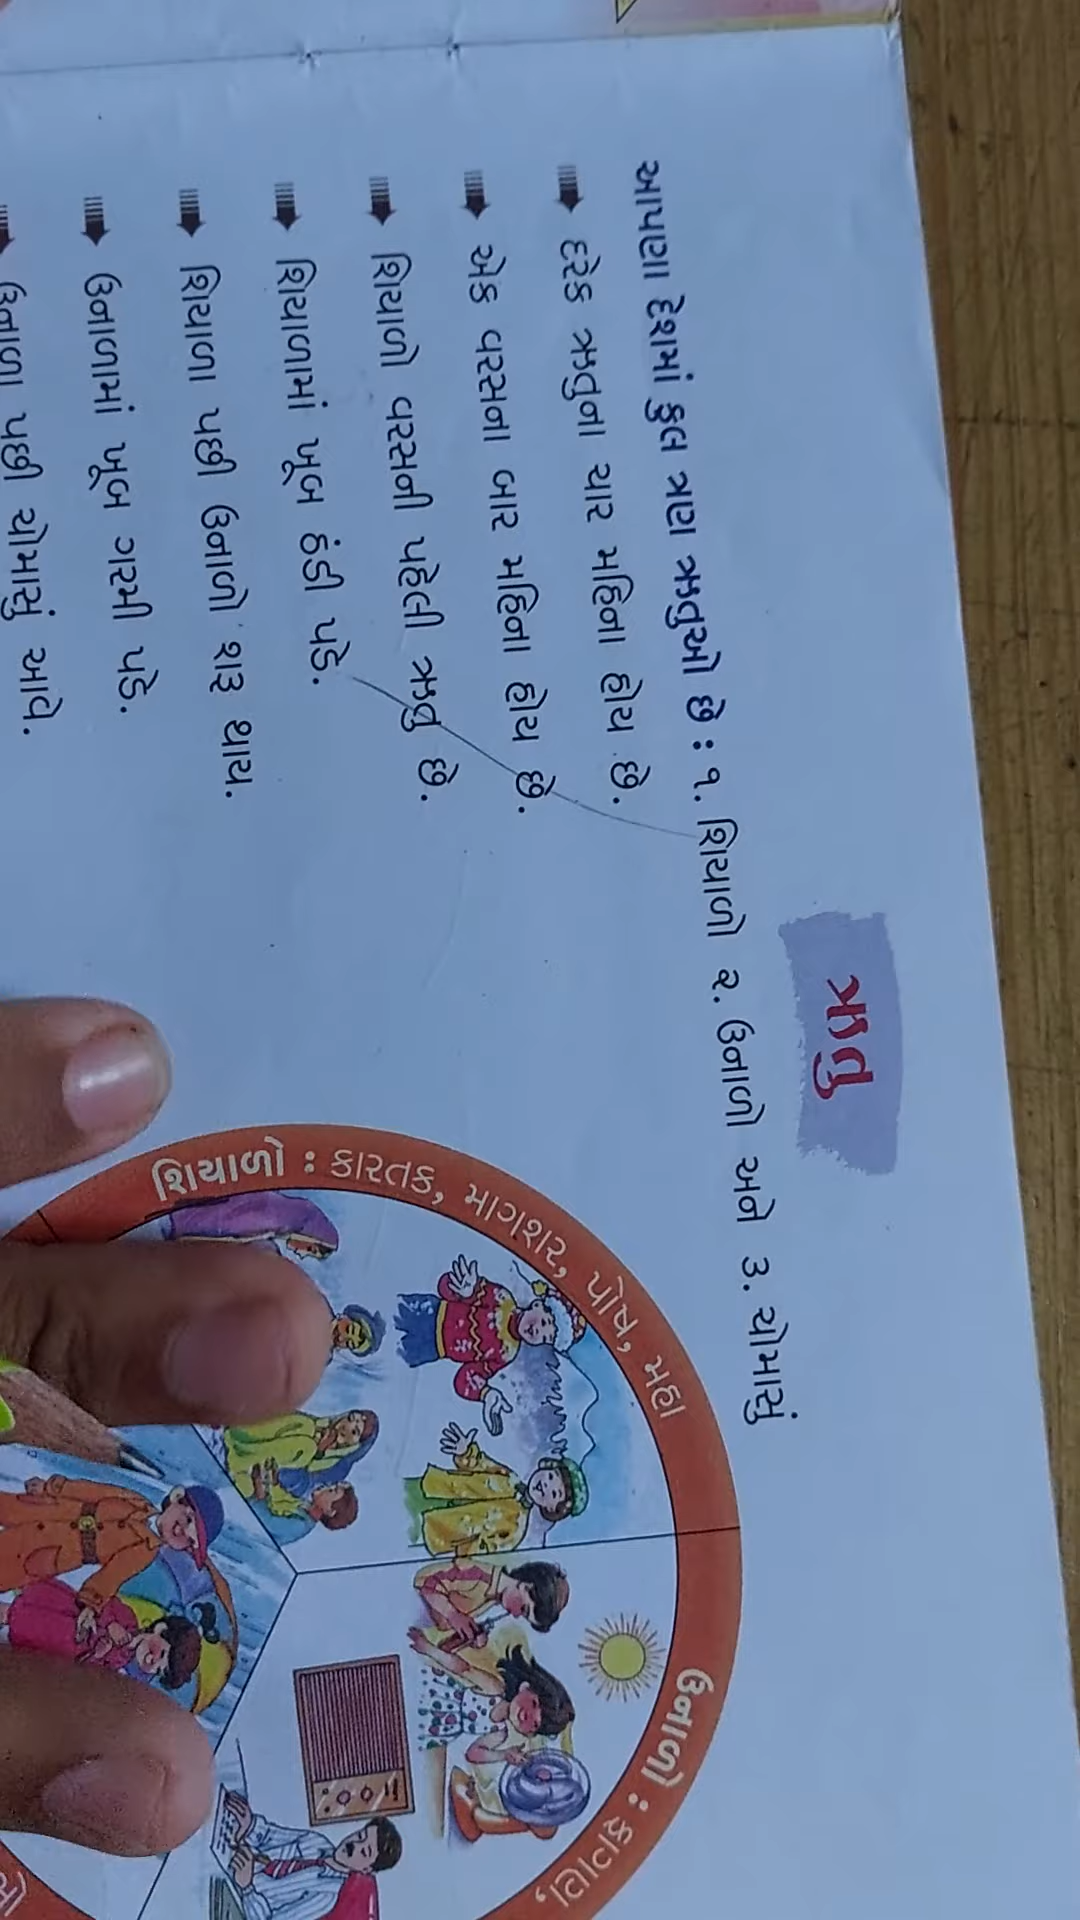 ઋતુ
આપણા દેશમાં કુલ ત્રણ ઋતુઓ છે : ૧. શિયાળો ૨. ઉનાળો અને ૩. ચોમાસું
દરેક ઋતુના ચાર મહિના હોય છે.
એક વરસના બાર મહિના હોય છે.
શિયાળો વરસની પહેલી ઋતુ છે.
શિયાળામાં ખૂબ ઠંડી પડે.
શિયાળા પછી ઉનાળો શરૂ થાય.
ઉનાળામાં ખૂબ ગરમી પડે.
ઉનાળા પછી ચોમાસું આવે.
શિયાળો : કારતક, માગશર, પોષ, મહા
ઉનાળો : ફાગણ,